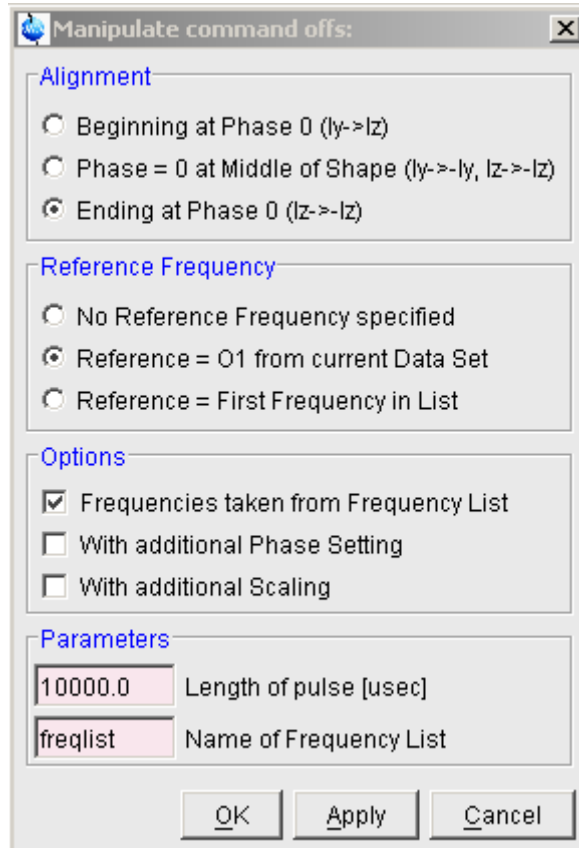 Manipulate command offs:
Alignment
Beginning at Phase 0 (Iy->Iz)
Phase = 0 at Middle of Shape (Iy->-Iy, Iz->-Iz)
Ending at Phase 0 (Iz->-Iz)
Reference Frequency
No Reference Frequency specified
Reference = O1 from current Data Set
Reference = First Frequency in List
Options
Frequencies taken from Frequency List
With additional Phase Setting
With additional Scaling
Parameters
10000.0 Length of pulse [usec]
freqlist Name of Frequency List
OK Apply Cancel